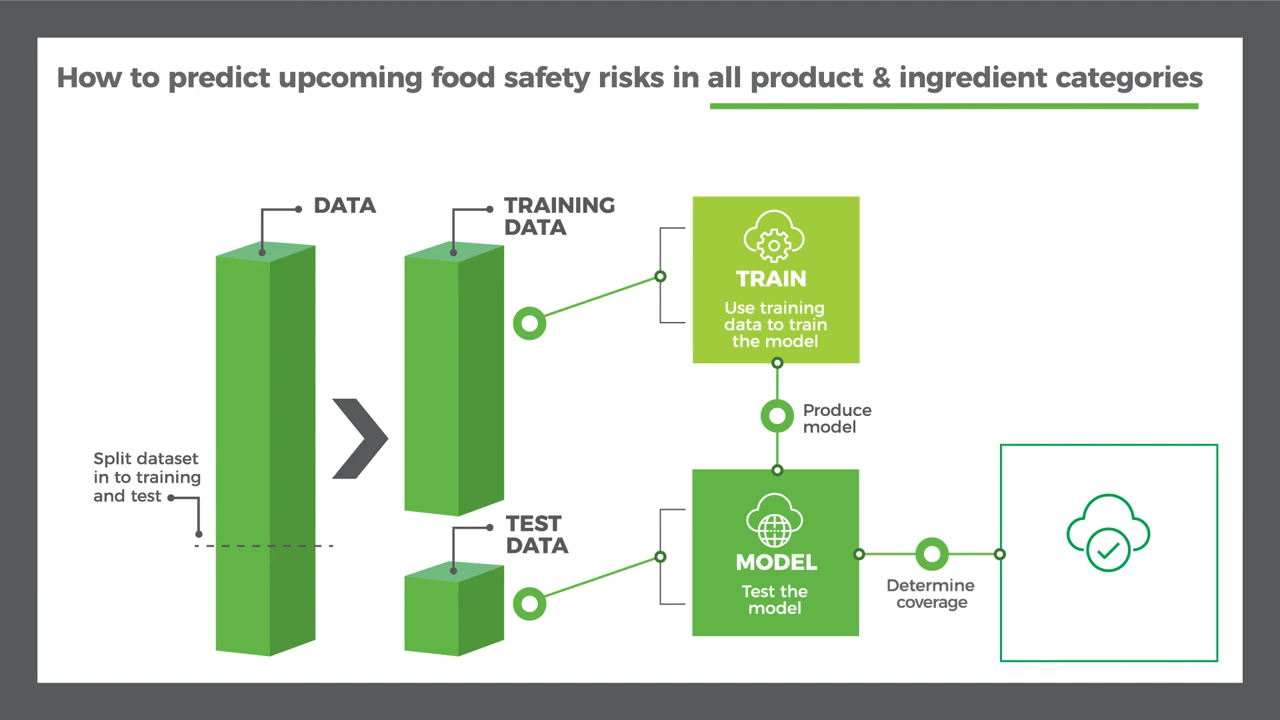 How to predict upcoming food safety risks in all product & ingredient categories
DATA
TRAINING
DATA
Split dataset
in to training
and test
TEST
DATA
TRAIN
Use training
data to train
the model
Produce
model
MODEL
Test the
model
Determine
coverage